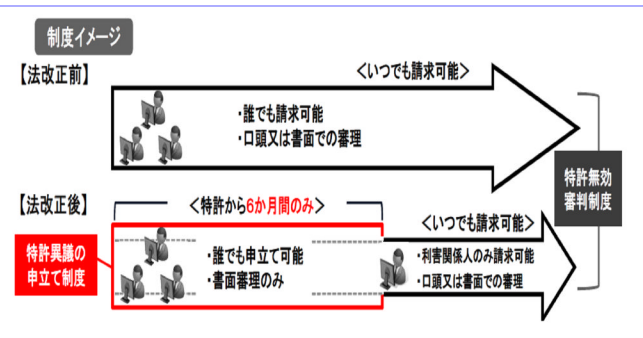 制度イメージ
【法改正前】
＜いつでも請求可能＞
・誰でも請求可能
・口頭又は書面での審理
特許無効
審判制度
【法改正後】
＜特許から6か月間のみ＞
＜いつでも請求可能＞
特許異議の
申立て制度
・誰でも申立て可能
・書面審理のみ
・利害関係人のみ請求可能
・口頭又は書面での審理